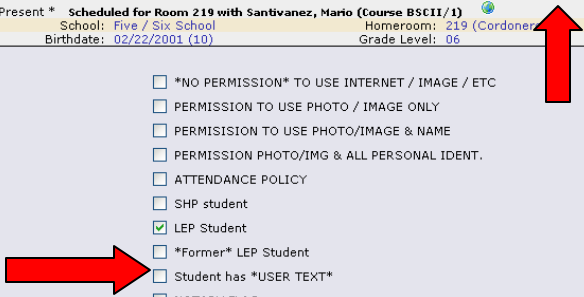 Present * Scheduled for Room 219 with Santivanez, Mario (Course BSCII/1)
School: Five / Six School Homeroom: 219 (Cordoner
Birthdate: 02/22/2001 (10) Grade Level: 06
*NO PERMISSION* TO USE INTERNET / IMAGE / ETC
PERMISSION TO USE PHOTO / IMAGE ONLY
PERMISISION TO USE PHOTO/IMAGE & NAME
PERMISSION PHOTO/IMG & ALL PERSONAL IDENT.
ATTENDANCE POLICY
SHP student
LEP Student
*Former* LEP Student
Student has *USER TEXT*